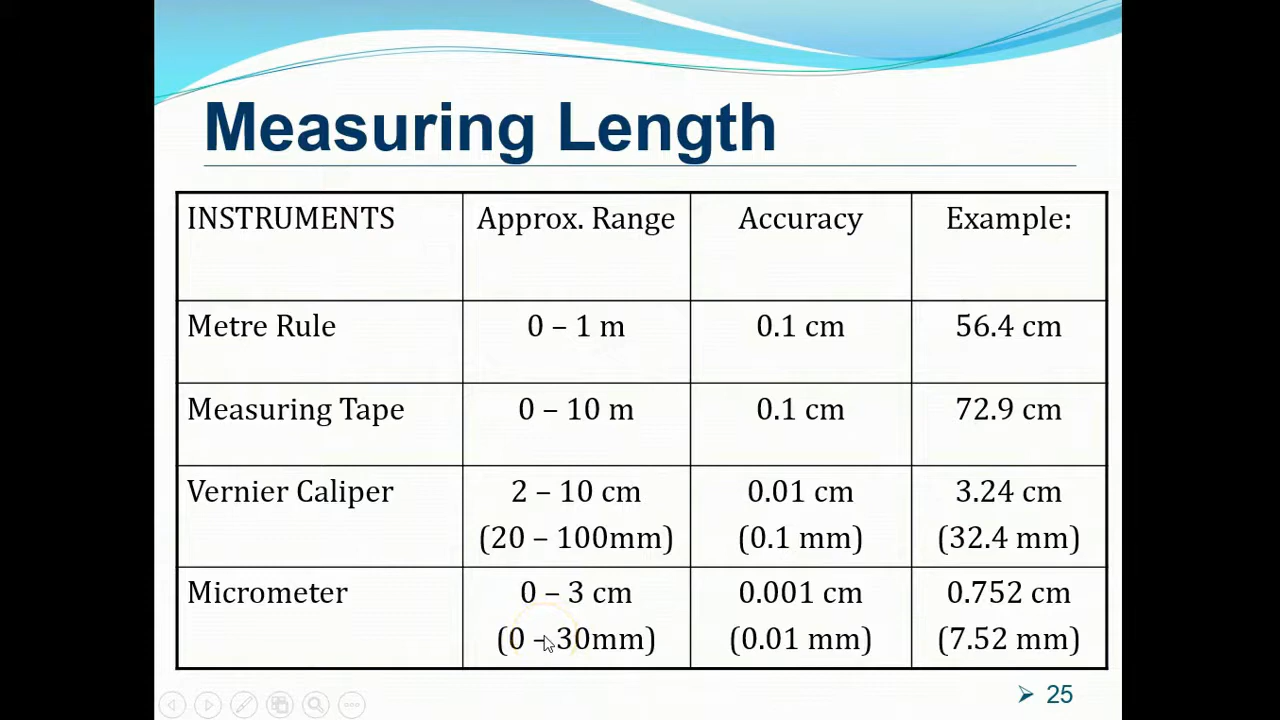 Measuring Length
INSTRUMENTS Approx. Range Accuracy Example:
Metre Rule 0 – 1 m 0.1 cm 56.4 cm
Measuring Tape 0 – 10 m 0.1 cm 72.9 cm
Vernier Caliper 2 – 10 cm 0.01 cm 3.24 cm
(20 – 100mm) (0.1 mm) (32.4 mm)
Micrometer 0 – 3 cm 0.001 cm 0.752 cm
(0 – 30mm) (0.01 mm) (7.52 mm)
25